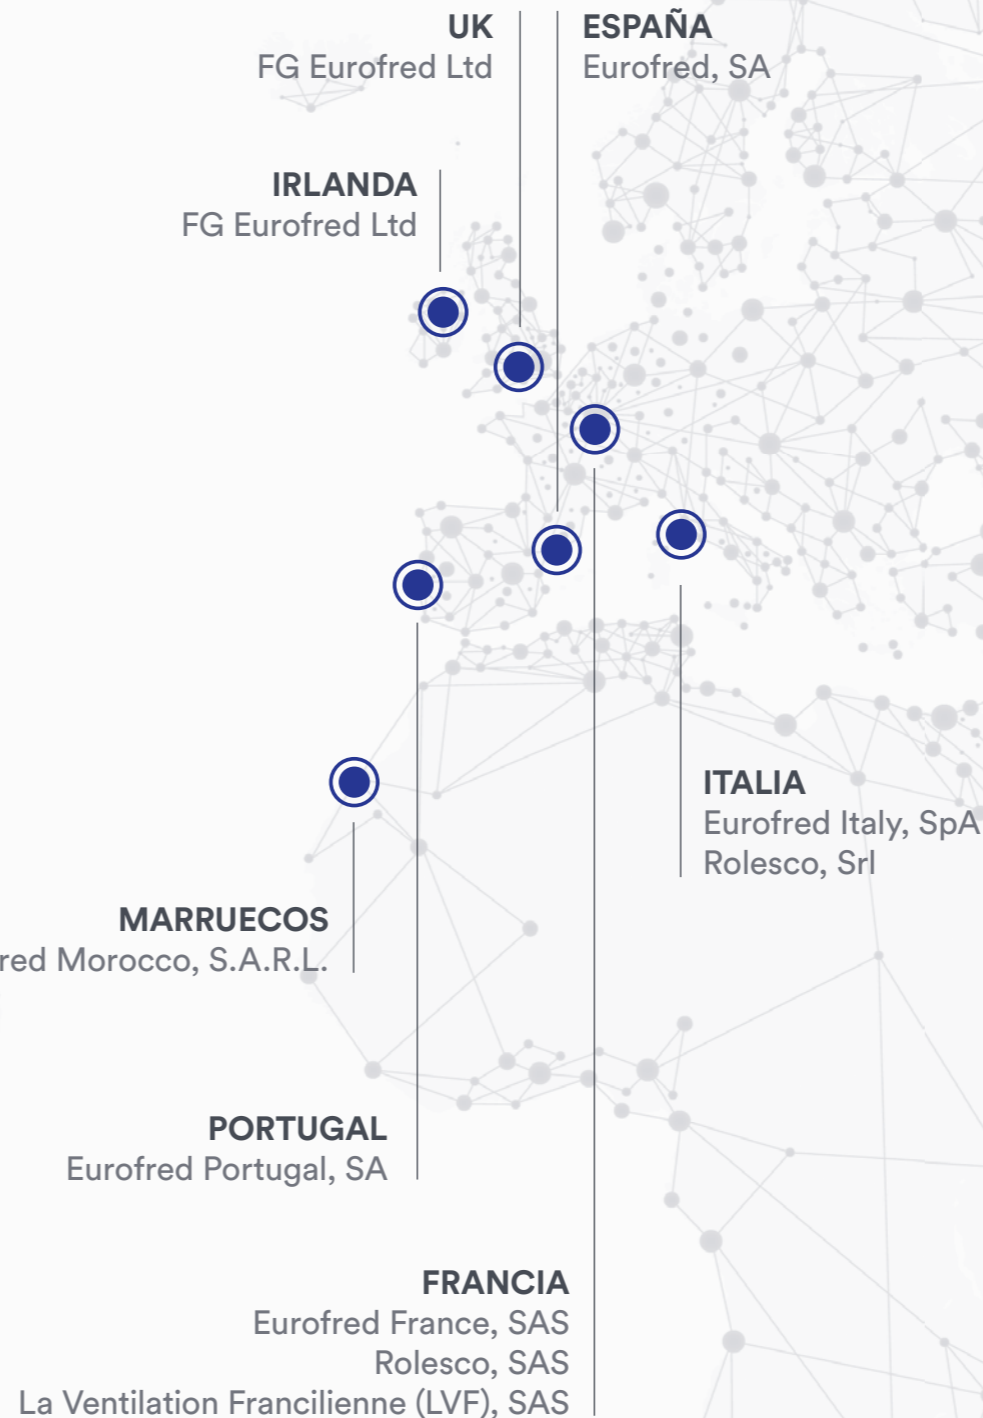 UK
FG Eurofred Ltd
ESPAÑA
Eurofred, SA
IRLANDA
FG Eurofred Ltd
ITALIA
Eurofred Italy, SpA
Rolesco, Srl
MARRUECOS
red Morocco, S.A.R.L.
PORTUGAL
Eurofred Portugal, SA
FRANCIA
Eurofred France, SAS
Rolesco, SAS
La Ventilation Francilienne (LVF), SAS